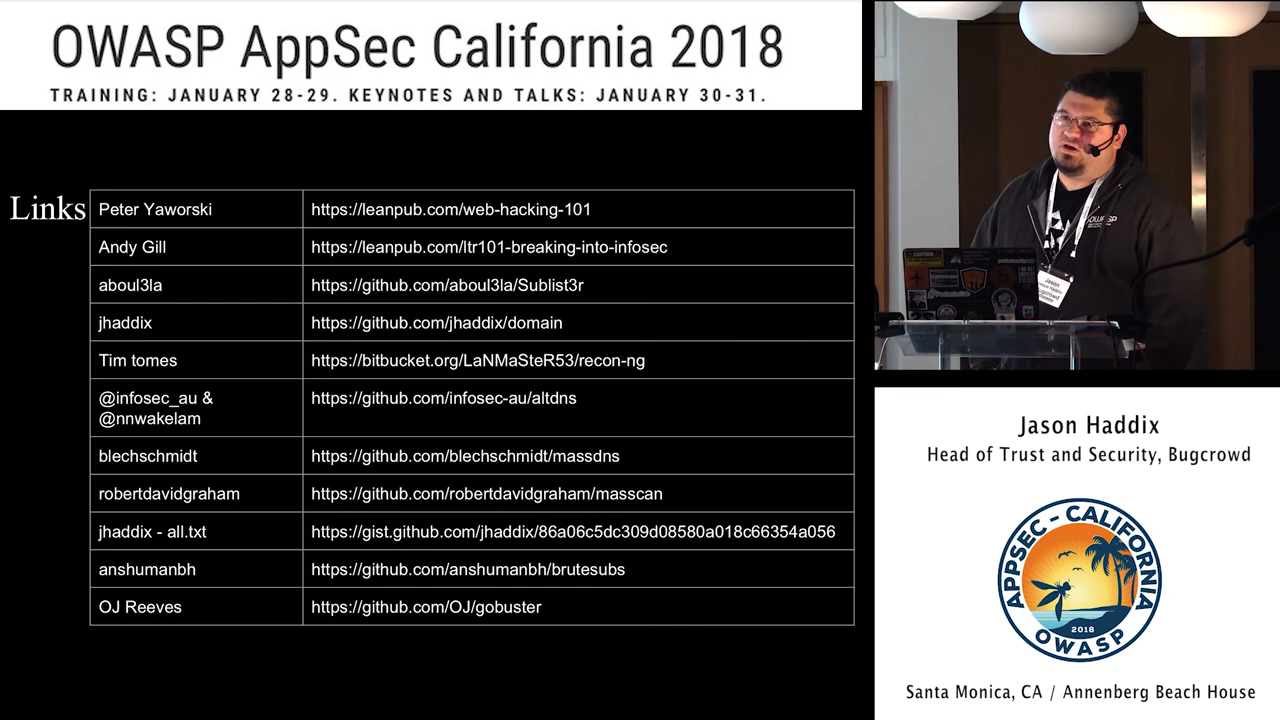 OWASP AppSec California 2018
TRAINING: JANUARY 28-29. KEYNOTES AND TALKS: JANUARY 30-31.
Links
Peter Yaworski https://leanpub.com/web-hacking-101
Andy Gill https://leanpub.com/ltr101-breaking-into-infosec
aboul3la https://github.com/aboul3la/Sublist3r
jhaddix https://github.com/jhaddix/domain
Tim tomes https://bitbucket.org/LaNMaSteR53/recon-ng
@infosec_au & https://github.com/infosec-au/altdns
@nnwakelam
blechschmidt https://github.com/blechschmidt/massdns
robertdavidgraham https://github.com/robertdavidgraham/masscan
jhaddix - all.txt https://gist.github.com/jhaddix/86a06c5dc309d08580a018c66354a056
anshumanbh https://github.com/anshumanbh/brutesubs
OJ Reeves https://github.com/OJ/gobuster
Jason
Bugcrowd
Jason Haddix
Head of Trust and Security, Bugcrowd
APPSEC - CALIFORNIA
2018
OWASP
Santa Monica, CA / Annenberg Beach House